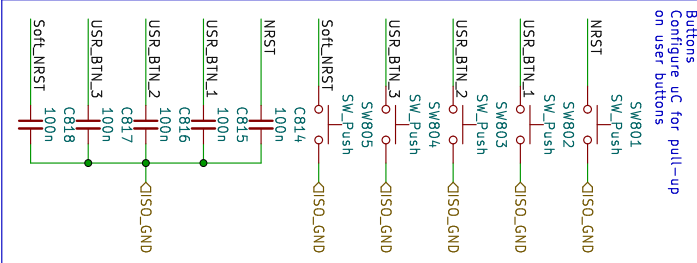 Buttons
Configure uC for pull-up
on user buttons
SW801
SW_Push
NRST
ISO_GND
SW802
SW_Push
USR_BTN_1
ISO_GND
SW803
SW_Push
USR_BTN_2
ISO_GND
SW804
SW_Push
USR_BTN_3
ISO_GND
SW805
SW_Push
Soft_NRST
ISO_GND
C814
100n
NRST
C815
100n
USR_BTN_1
C816
100n
USR_BTN_2
ISO_GND
C817
100n
USR_BTN_3
C818
100n
Soft_NRST